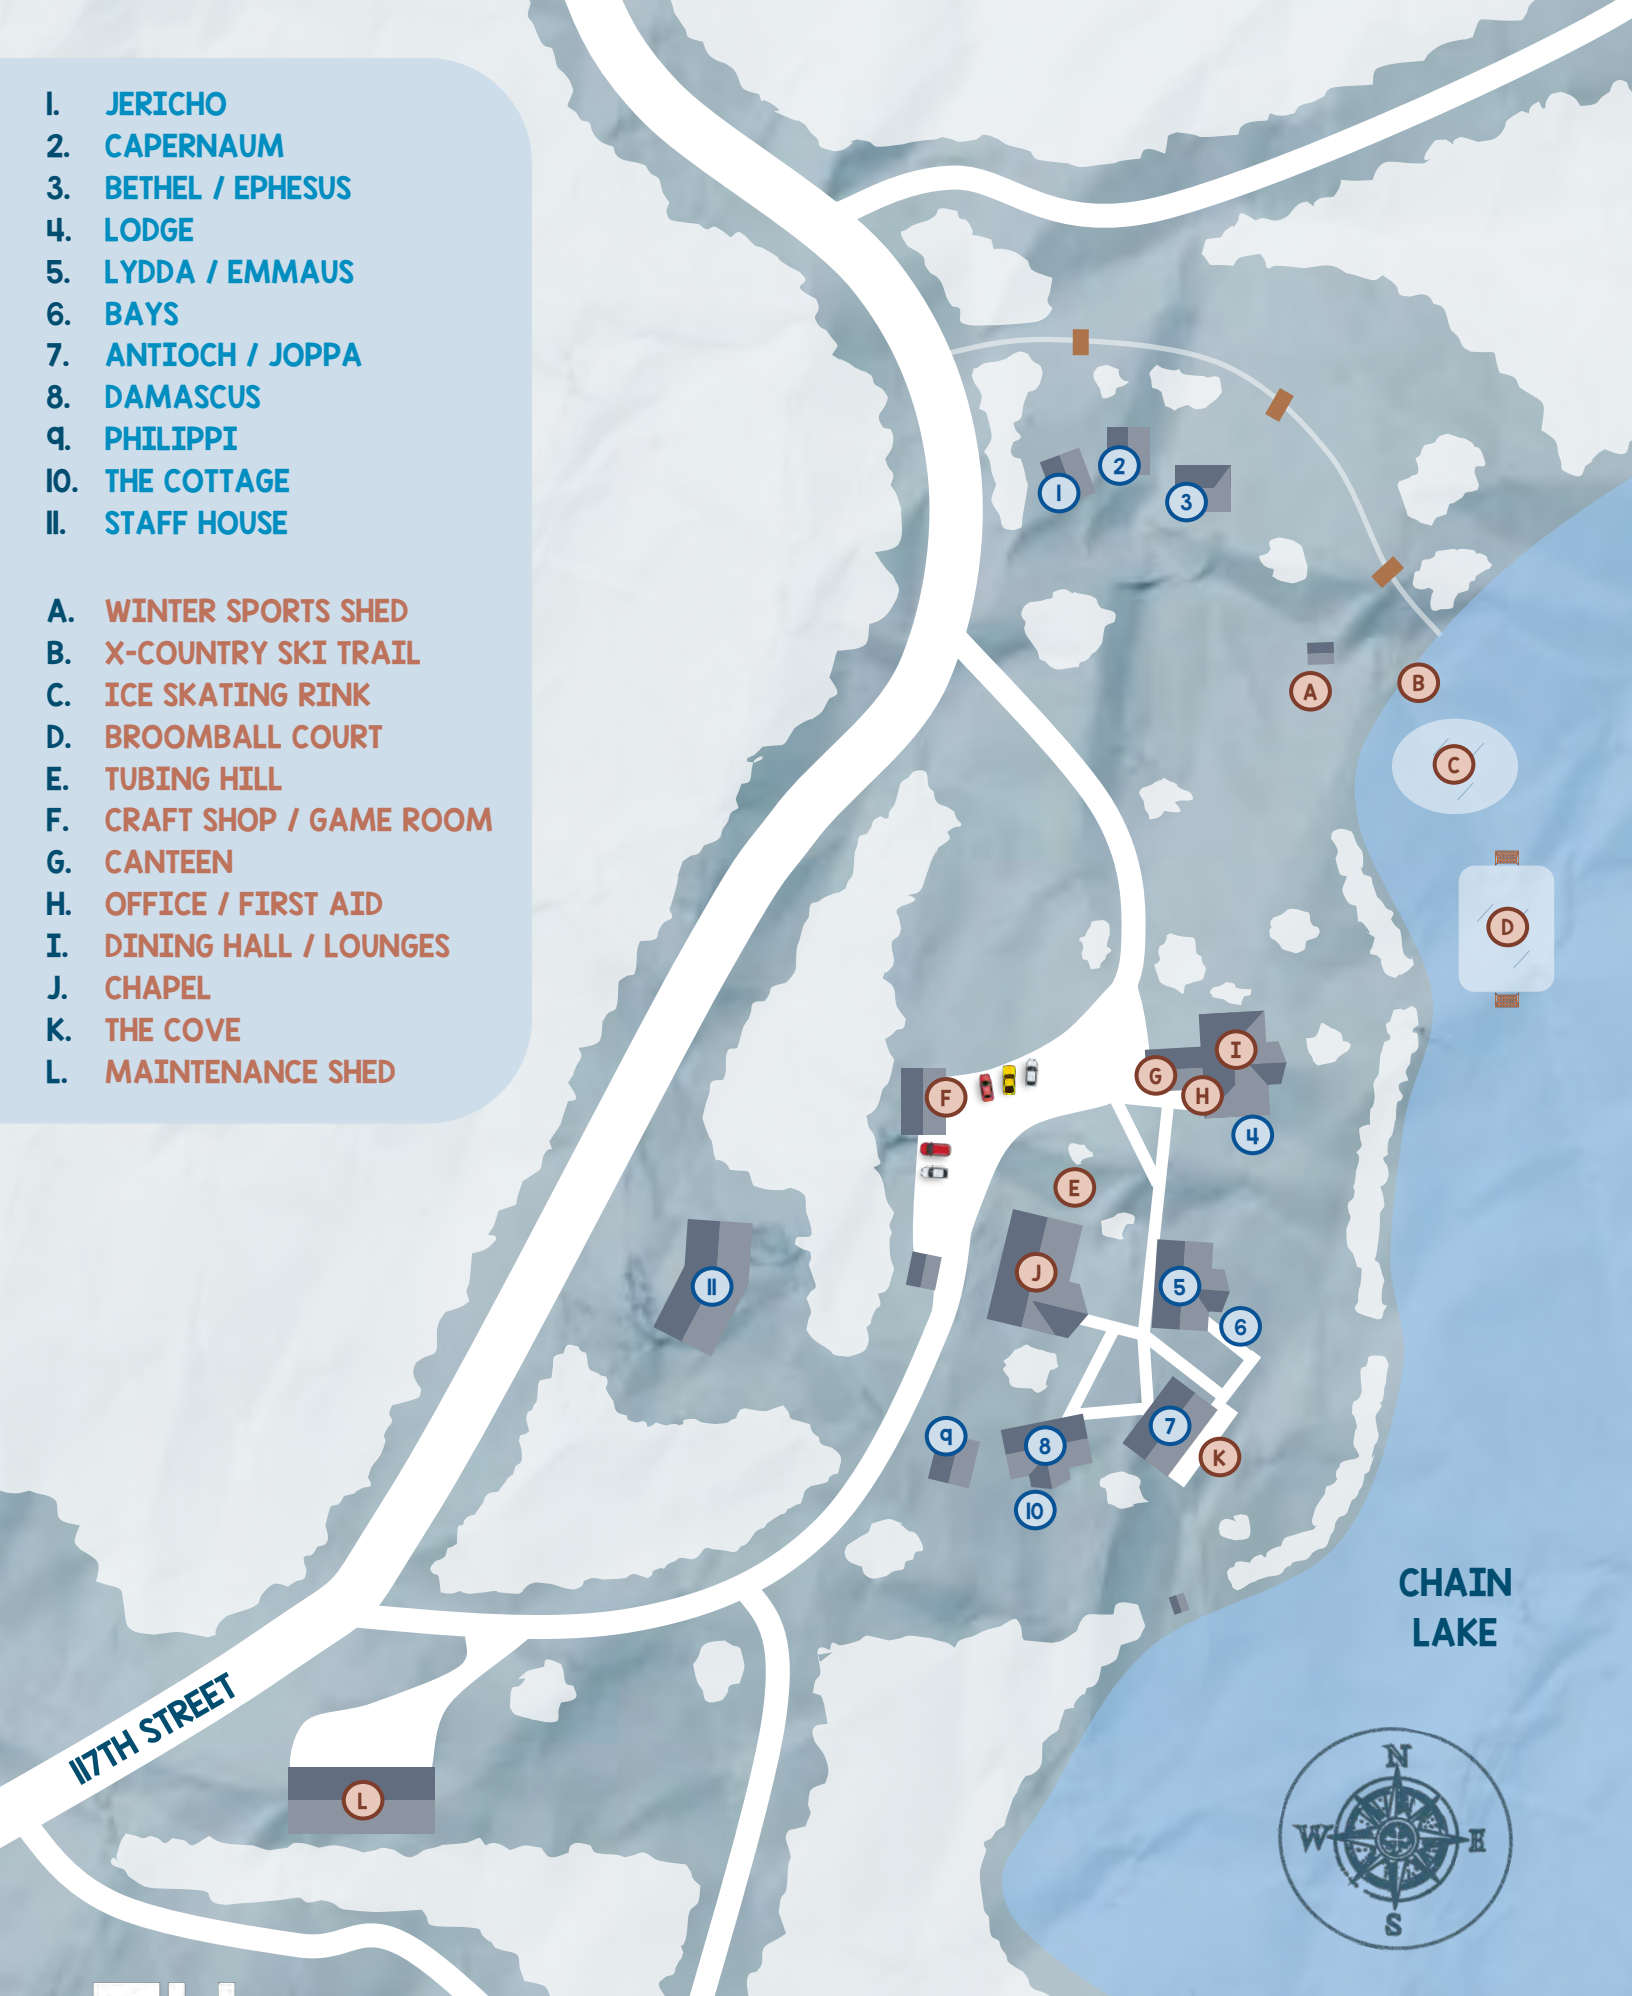 1. JERICHO
2. CAPERNAUM
3. BETHEL / EPHESUS
4. LODGE
5. LYDDA / EMMAUS
6. BAYS
7. ANTIOCH / JOPPA
8. DAMASCUS
9. PHILIPPI
10. THE COTTAGE
11. STAFF HOUSE
A. WINTER SPORTS SHED
B. X-COUNTRY SKI TRAIL
C. ICE SKATING RINK
D. BROOMBALL COURT
E. TUBING HILL
F. CRAFT SHOP / GAME ROOM
G. CANTEEN
H. OFFICE / FIRST AID
I. DINING HALL / LOUNGES
J. CHAPEL
K. THE COVE
L. MAINTENANCE SHED
2
1
3
A
B
C
D
I
G
H
F
4
E
J
5
11
6
7
9
8
K
10
CHAIN
LAKE
117TH STREET
L
N
W E
S